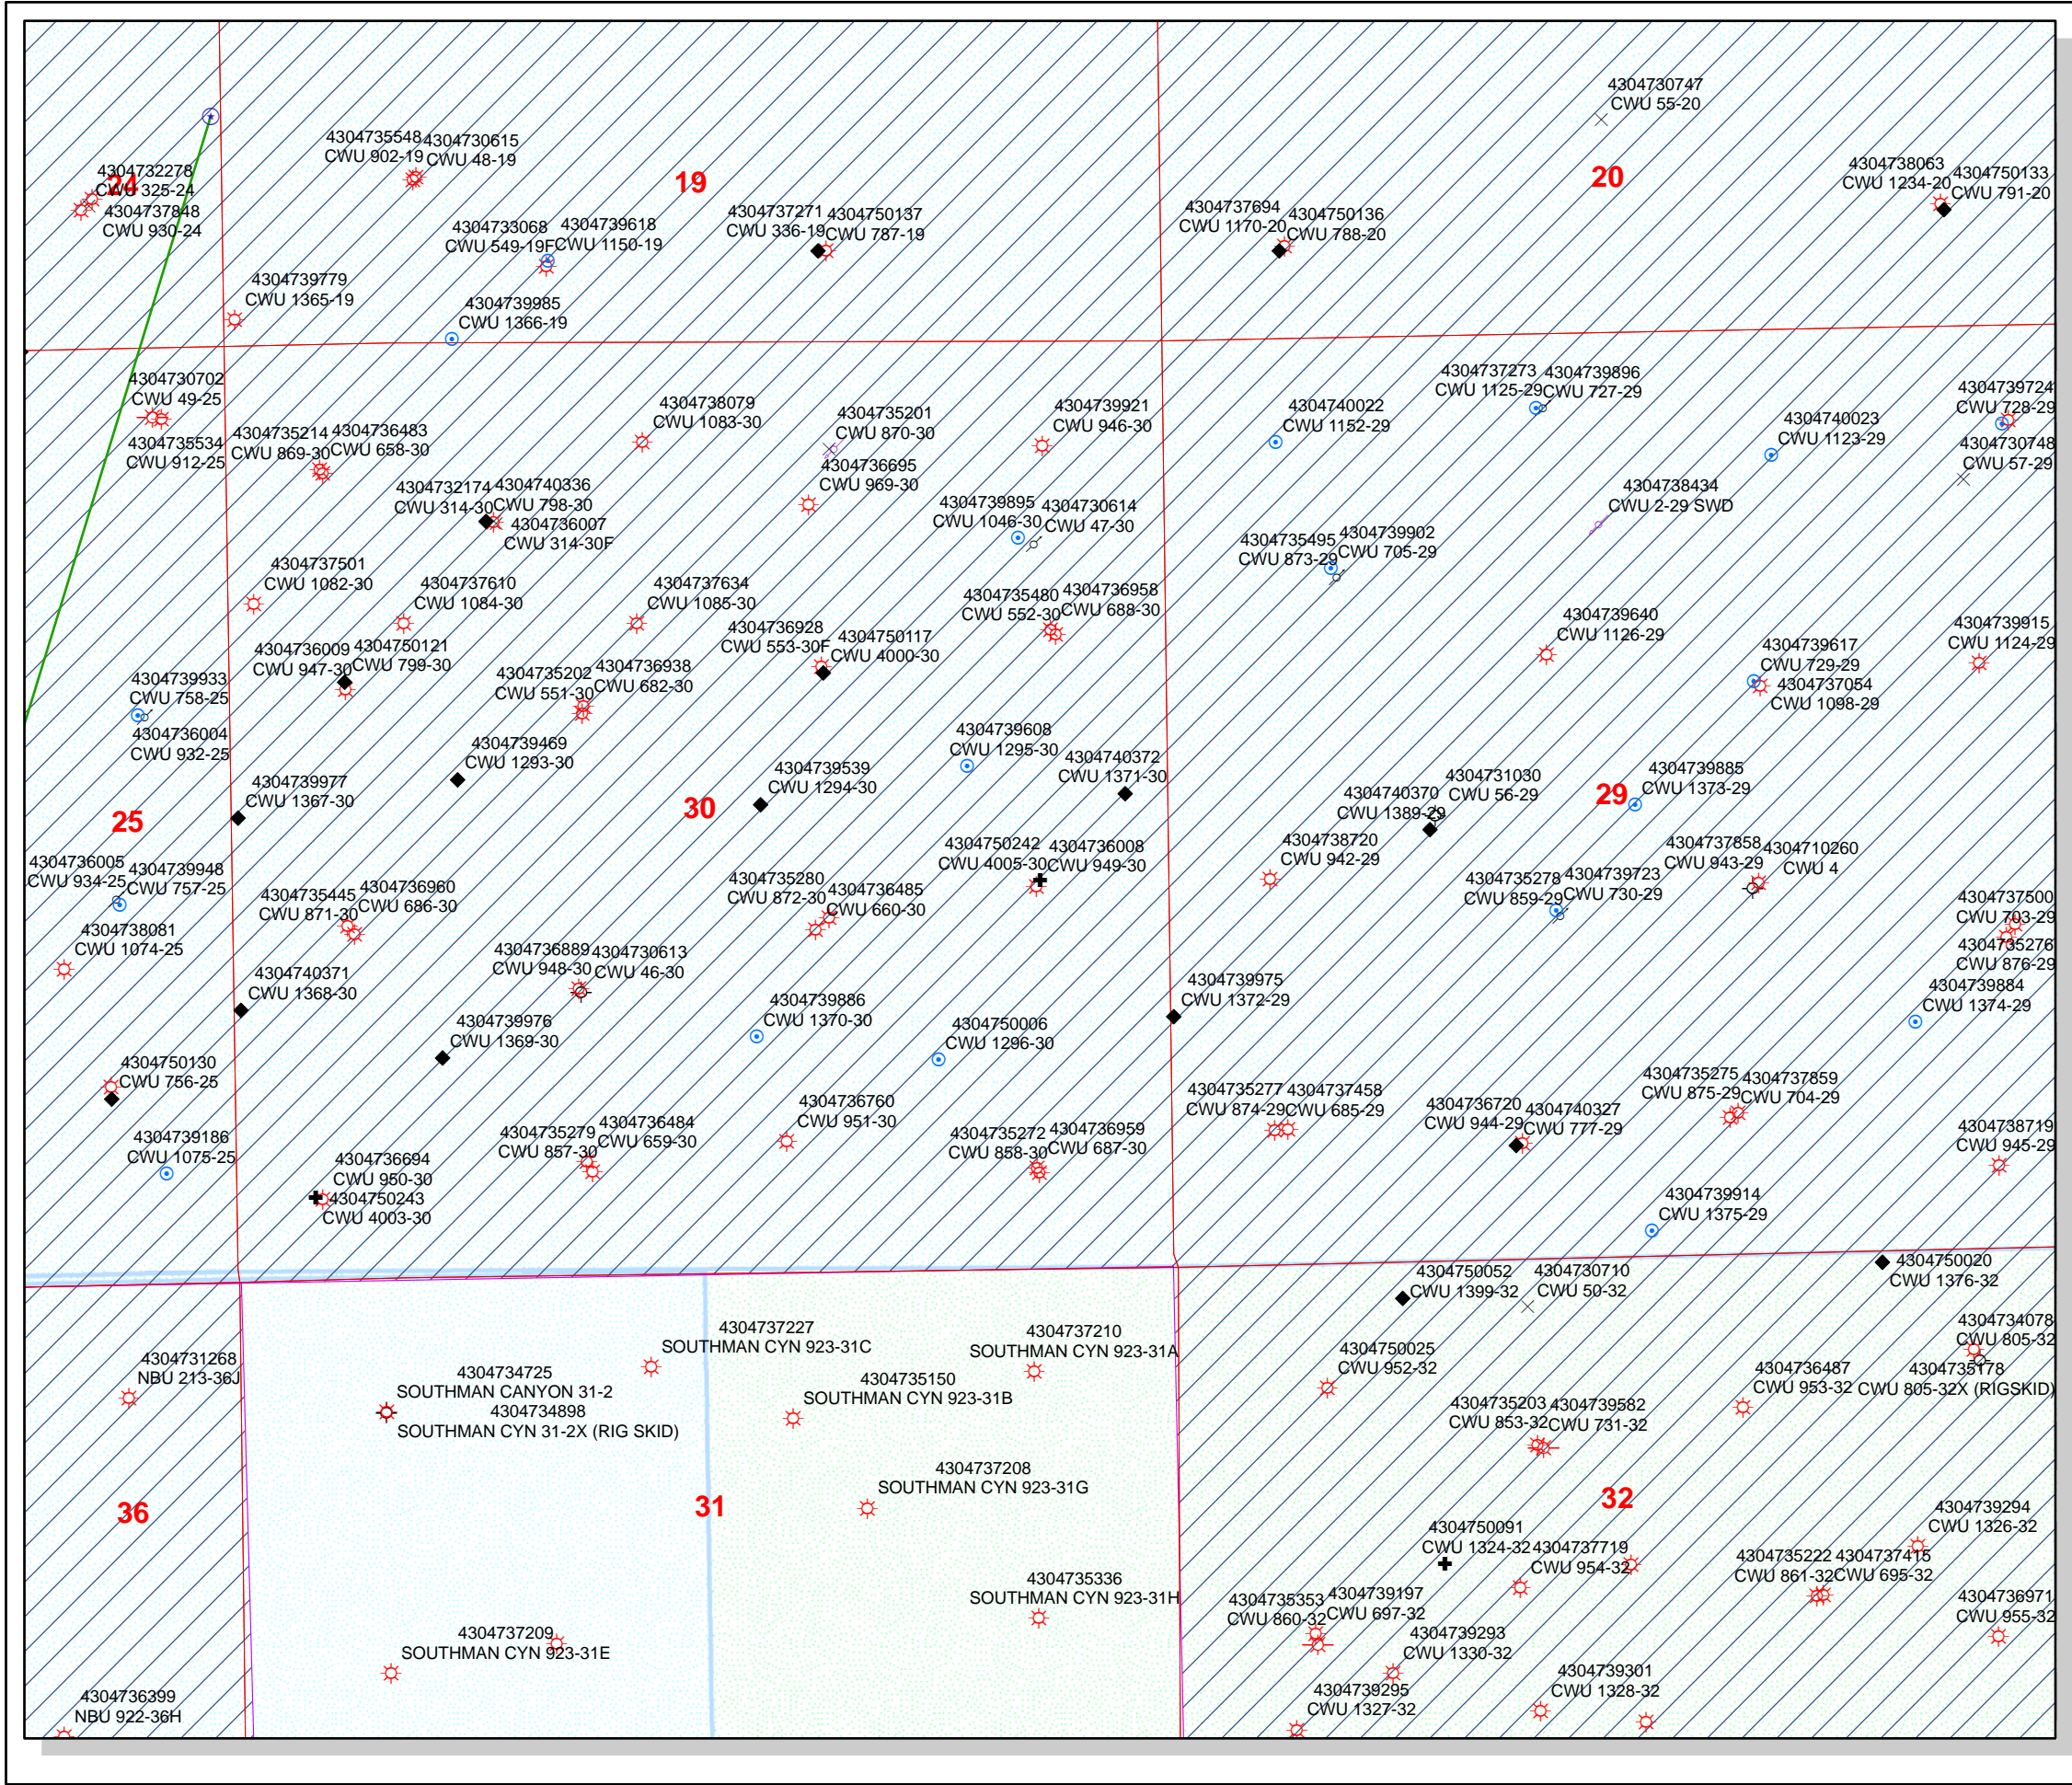 4304730747
CWU 55-20
4304735548
CWU 902-19
4304730615
CWU 48-19
4304732278
CWU 325-24
24
4304737848
CWU 930-24
19
20
4304738063
CWU 1234-20
4304750133
CWU 791-20
4304733068
CWU 549-19F
4304739618
CWU 1150-19
4304737271
CWU 336-19
4304750137
CWU 787-19
4304737694
CWU 1170-20
4304750136
CWU 788-20
4304739779
CWU 1365-19
4304739985
CWU 1366-19
4304730702
CWU 49-25
4304735534
CWU 912-25
4304735214
CWU 869-30
4304736483
CWU 658-30
4304738079
CWU 1083-30
4304735201
CWU 870-30
4304739921
CWU 946-30
4304740022
CWU 1152-29
4304737273
CWU 1125-29
4304739896
CWU 727-29
4304739724
CWU 728-29
4304740023
CWU 1123-29
4304730748
CWU 57-29
4304732174
CWU 314-30
4304740336
CWU 798-30
4304736007
CWU 314-30F
4304736695
CWU 969-30
4304739895
CWU 1046-30
4304730614
CWU 47-30
4304738434
CWU 2-29 SWD
4304735495
CWU 873-29
4304739902
CWU 705-29
4304737501
CWU 1082-30
4304737610
CWU 1084-30
4304737634
CWU 1085-30
4304735480
CWU 552-30
4304736958
CWU 688-30
4304736928
CWU 553-30F
4304750117
CWU 4000-30
4304739640
CWU 1126-29
4304739915
CWU 1124-29
4304736009
CWU 947-30
4304750121
CWU 799-30
4304739617
CWU 729-29
4304737054
CWU 1098-29
4304735202
CWU 551-30
4304736938
CWU 682-30
4304739933
CWU 758-25
4304736004
CWU 932-25
4304739469
CWU 1293-30
4304739608
CWU 1295-30
4304739539
CWU 1294-30
4304740372
CWU 1371-30
4304739977
CWU 1367-30
25
30
29
4304731030
CWU 56-29
4304740370
CWU 1389-29
4304739885
CWU 1373-29
4304736005
CWU 934-25
4304739948
CWU 757-25
4304735445
CWU 871-30
4304736960
CWU 686-30
4304735280
CWU 872-30
4304736485
CWU 660-30
4304750242
CWU 4005-30
4304736008
CWU 949-30
4304738720
CWU 942-29
4304737858
CWU 943-29
4304710260
CWU 4
4304735278
CWU 859-29
4304739723
CWU 730-29
4304737500
CWU 703-29
4304735276
CWU 876-29
4304738081
CWU 1074-25
4304736889
CWU 948-30
4304730613
CWU 46-30
4304740371
CWU 1368-30
4304739975
CWU 1372-29
4304739884
CWU 1374-29
4304739886
CWU 1370-30
4304739976
CWU 1369-30
4304750006
CWU 1296-30
4304750130
CWU 756-25
4304735277
CWU 874-29
4304737458
CWU 685-29
4304735275
CWU 875-29
4304737859
CWU 704-29
4304736720
CWU 944-29
4304740327
CWU 777-29
4304736760
CWU 951-30
4304735279
CWU 857-30
4304736484
CWU 659-30
4304735272
CWU 858-30
4304736959
CWU 687-30
4304739186
CWU 1075-25
4304738719
CWU 945-29
4304736694
CWU 950-30
4304750243
CWU 4003-30
4304739914
CWU 1375-29
4304750052
CWU 1399-32
4304730710
CWU 50-32
4304750020
CWU 1376-32
4304737227
SOUTHMAN CYN 923-31C
4304737210
SOUTHMAN CYN 923-31A
4304734078
CWU 805-32
4304731268
NBU 213-36J
4304734725
SOUTHMAN CANYON 31-2
4304734898
SOUTHMAN CYN 31-2X (RIG SKID)
4304735150
SOUTHMAN CYN 923-31B
4304750025
CWU 952-32
4304736487
CWU 953-32
4304735178
CWU 805-32X (RIGSKID)
4304735203
CWU 853-32
4304739582
CWU 731-32
4304737208
SOUTHMAN CYN 923-31G
36
31
32
4304739294
CWU 1326-32
4304750091
CWU 1324-32
4304737719
CWU 954-32
4304735222
CWU 861-32
4304737415
CWU 695-32
4304735336
SOUTHMAN CYN 923-31H
4304735353
CWU 860-32
4304739197
CWU 697-32
4304736971
CWU 955-32
4304737209
SOUTHMAN CYN 923-31E
4304739293
CWU 1330-32
4304739301
CWU 1328-32
4304736399
NBU 922-36H
4304739295
CWU 1327-32